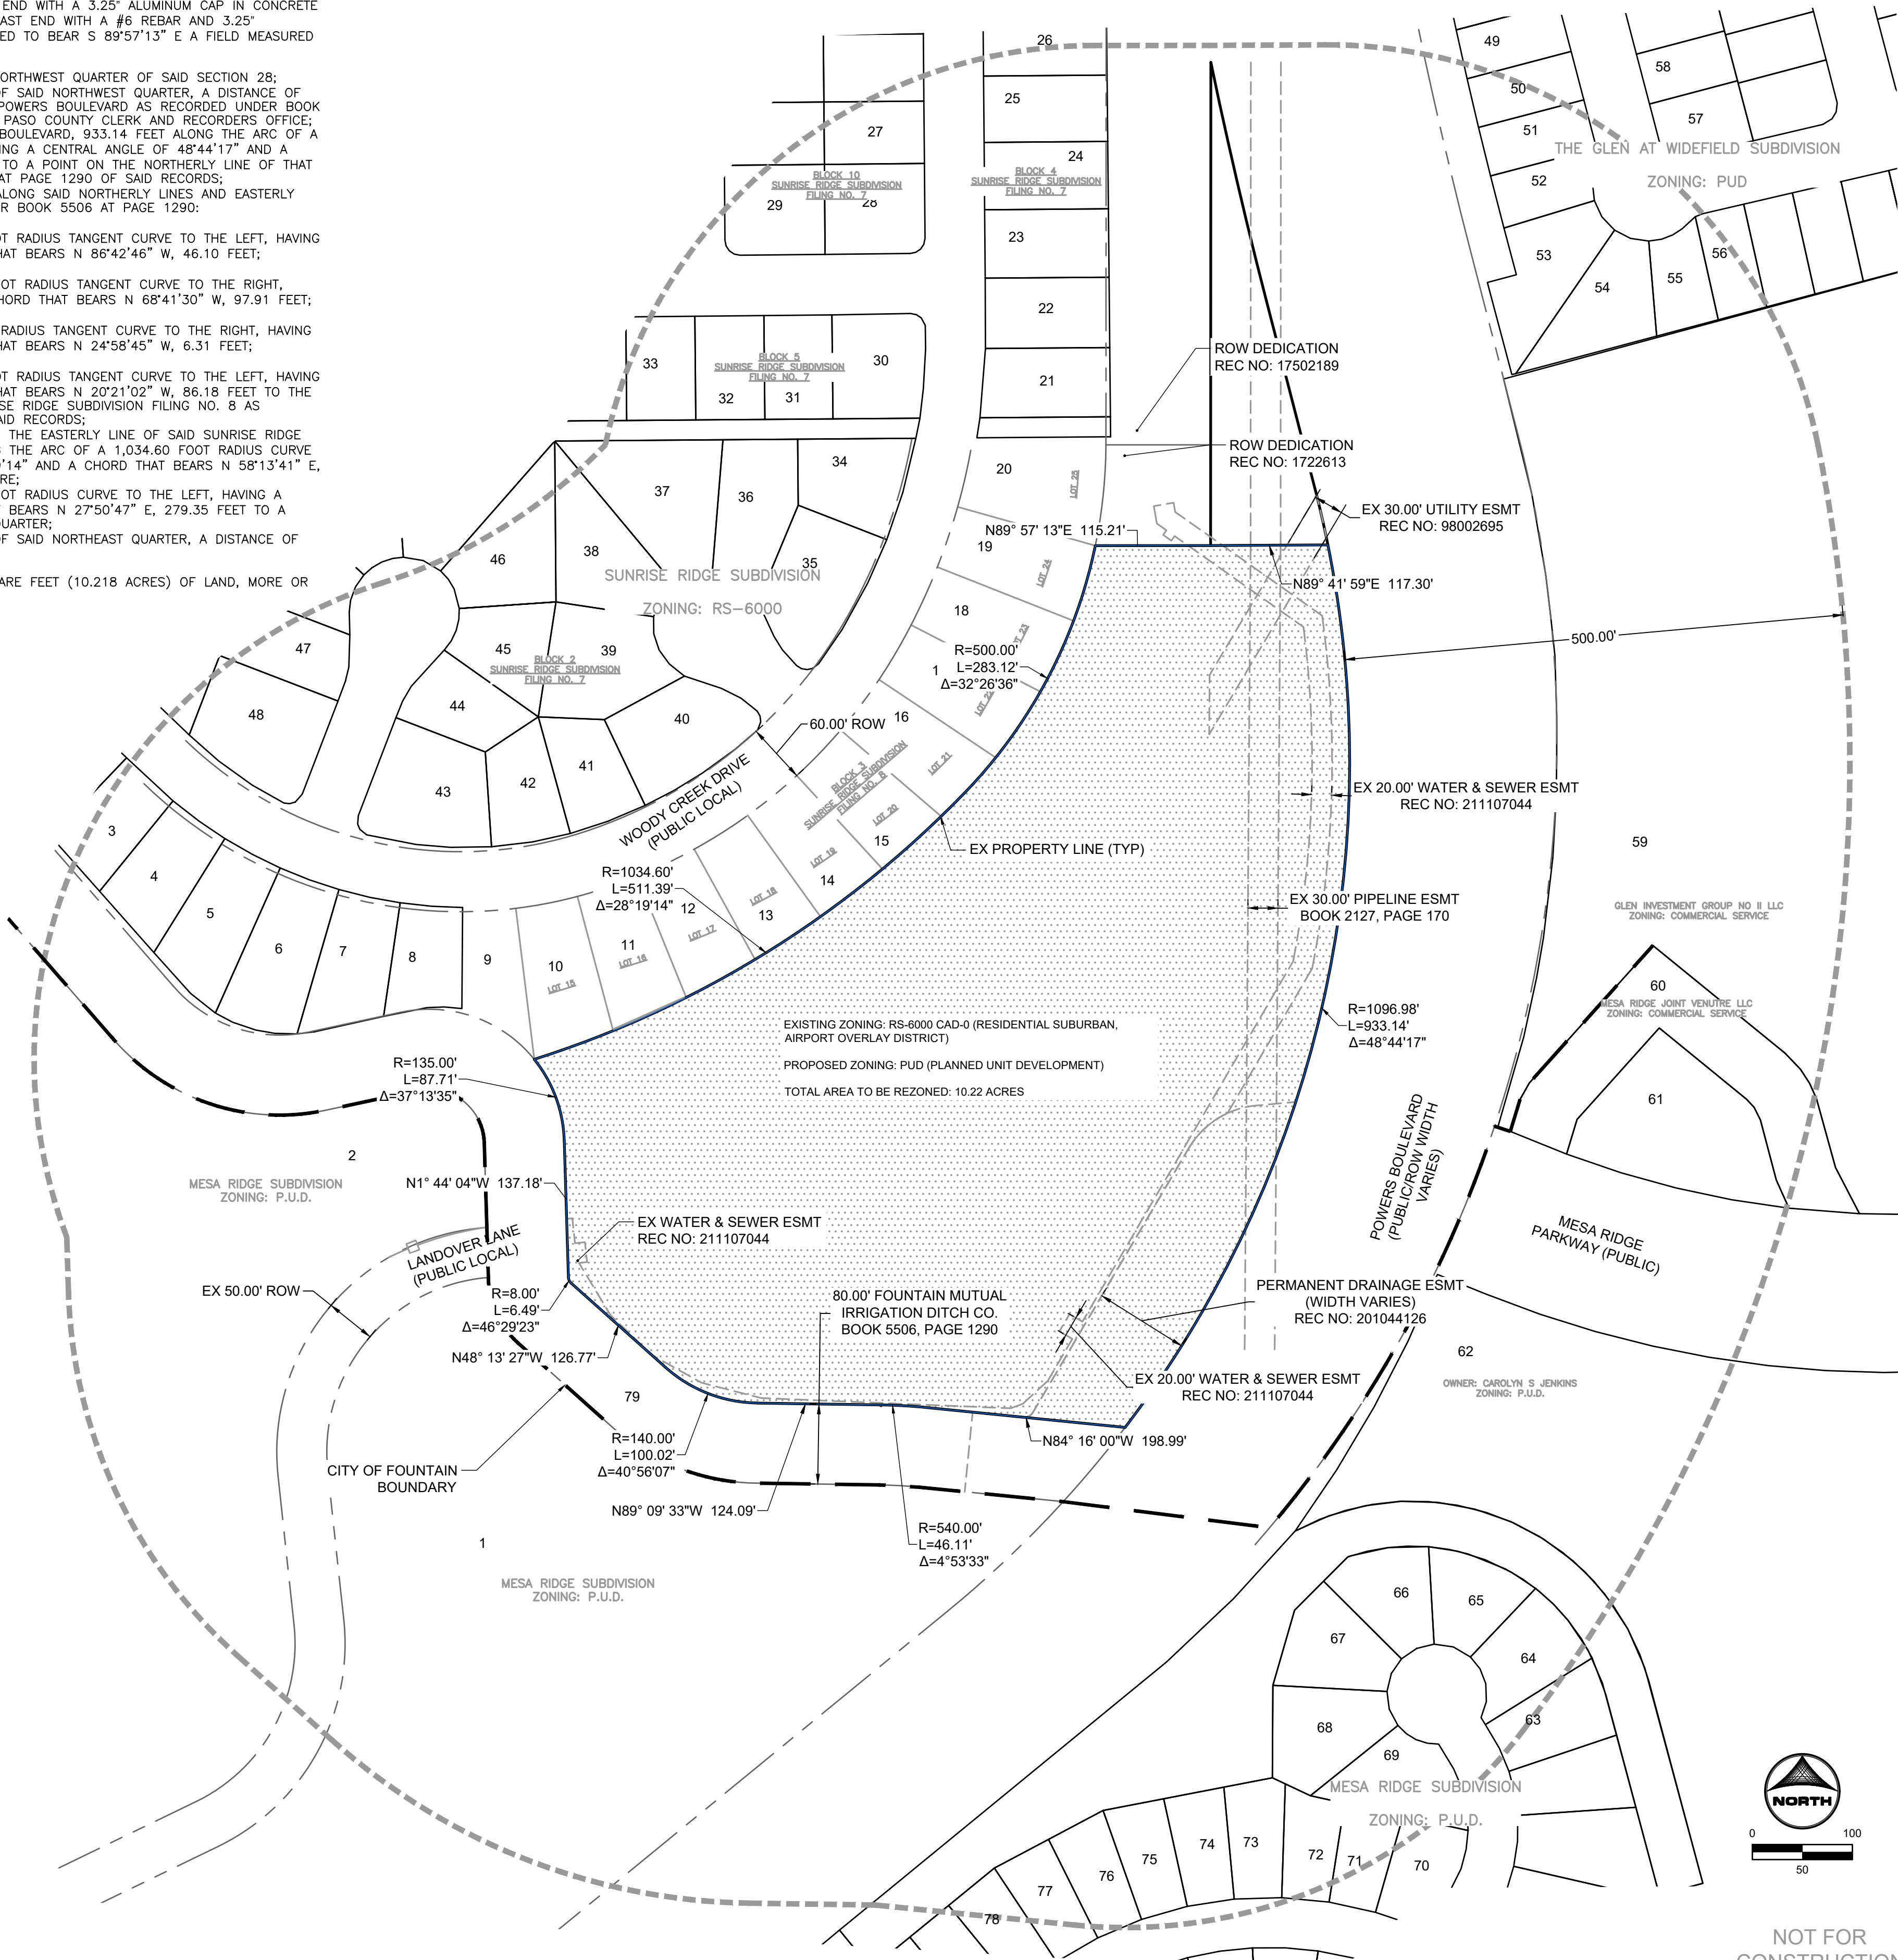 END WITH A 3.25" ALUMINUM CAP IN CONCRETE
AST END WITH A #6 REBAR AND 3.25"
ED TO BEAR S 89°57'13" E A FIELD MEASURED
ORTHWEST QUARTER OF SAID SECTION 28;
OF SAID NORTHWEST QUARTER, A DISTANCE OF
POWERS BOULEVARD AS RECORDED UNDER BOOK
PASO COUNTY CLERK AND RECORDERS OFFICE;
BOULEVARD, 933.14 FEET ALONG THE ARC OF A
ING A CENTRAL ANGLE OF 48°44'17" AND A
TO A POINT ON THE NORTHERLY LINE OF THAT
AT PAGE 1290 OF SAID RECORDS;
ALONG SAID NORTHERLY LINES AND EASTERLY
R BOOK 5506 AT PAGE 1290:
OT RADIUS TANGENT CURVE TO THE LEFT, HAVING
HAT BEARS N 86°42'46" W, 46.10 FEET;
OOT RADIUS TANGENT CURVE TO THE RIGHT,
HORD THAT BEARS N 68°41'30" W, 97.91 FEET;
RADIUS TANGENT CURVE TO THE RIGHT, HAVING
HAT BEARS N 24°58'45" W, 6.31 FEET;
OT RADIUS TANGENT CURVE TO THE LEFT, HAVING
HAT BEARS N 20°21'02" W, 86.18 FEET TO THE
SE RIDGE SUBDIVISION FILING NO. 8 AS
AID RECORDS;
THE EASTERLY LINE OF SAID SUNRISE RIDGE
THE ARC OF A 1,034.60 FOOT RADIUS CURVE
'14" AND A CHORD THAT BEARS N 58°13'41" E,
RE;
OOT RADIUS CURVE TO THE LEFT, HAVING A
BEARS N 27°50'47" E, 279.35 FEET TO A
QUARTER;
OF SAID NORTHEAST QUARTER, A DISTANCE OF
ARE FEET (10.218 ACRES) OF LAND, MORE OR
26
25
24
BLOCK 4
SUNRISE RIDGE SUBDIVISION
FILING NO. 7
23
22
21
27
BLOCK 10
SUNRISE RIDGE SUBDIVISION
FILING NO. 7
29
28
33
BLOCK 5
SUNRISE RIDGE SUBDIVISION
FILING NO. 7
30
32
31
49
50
51
52
53
54
55
56
57
58
THE GLEN AT WIDEFIELD SUBDIVISION
ZONING: PUD
ROW DEDICATION
REC NO: 17502189
ROW DEDICATION
REC NO: 1722613
EX 30.00' UTILITY ESMT
REC NO: 98002695
N89° 57' 13"E 115.21'
N89° 41' 59"E 117.30'
500.00'
34
37
36
35
38
46
SUNRISE RIDGE SUBDIVISION
ZONING: RS-6000
47
45
39
BLOCK 2
SUNRISE RIDGE SUBDIVISION
FILING NO. 7
48
44
40
43
42
41
20
LOT 25
19
LOT 24
18
R=500.00'
L=283.12'
Δ=32°26'36"
1
16
60.00' ROW
WOODY CREEK DRIVE
(PUBLIC LOCAL)
BLOCK 3
SUNRISE RIDGE SUBDIVISION
FILING NO. 8
LOT 21
LOT 20
15
LOT 19
14
LOT 18
13
12
LOT 17
11
LOT 16
10
LOT 15
9
8
7
6
5
4
3
R=1034.60'
L=511.39'
Δ=28°19'14"
EX PROPERTY LINE (TYP)
EX 20.00' WATER & SEWER ESMT
REC NO: 211107044
59
GLEN INVESTMENT GROUP NO II LLC
ZONING: COMMERCIAL SERVICE
EX 30.00' PIPELINE ESMT
BOOK 2127, PAGE 170
60
MESA RIDGE JOINT VENUTRE LLC
ZONING: COMMERCIAL SERVICE
61
R=1096.98'
L=933.14'
Δ=48°44'17"
EXISTING ZONING: RS-6000 CAD-0 (RESIDENTIAL SUBURBAN,
AIRPORT OVERLAY DISTRICT)
PROPOSED ZONING: PUD (PLANNED UNIT DEVELOPMENT)
TOTAL AREA TO BE REZONED: 10.22 ACRES
R=135.00'
L=87.71'
Δ=37°13'35"
2
MESA RIDGE SUBDIVISION
ZONING: P.U.D.
N1° 44' 04"W 137.18'
LANDOVER LANE
(PUBLIC LOCAL)
EX WATER & SEWER ESMT
REC NO: 211107044
EX 50.00' ROW
R=8.00'
L=6.49'
Δ=46°29'23"
N48° 13' 27"W 126.77'
80.00' FOUNTAIN MUTUAL
IRRIGATION DITCH CO.
BOOK 5506, PAGE 1290
POWERS BOULEVARD
(PUBLIC/ROW WIDTH
VARIES)
MESA RIDGE
PARKWAY (PUBLIC)
PERMANENT DRAINAGE ESMT
(WIDTH VARIES)
REC NO: 201044126
62
OWNER: CAROLYN S JENKINS
ZONING: P.U.D.
EX 20.00' WATER & SEWER ESMT
REC NO: 211107044
79
R=140.00'
L=100.02'
Δ=40°56'07"
N84° 16' 00"W 198.99'
CITY OF FOUNTAIN
BOUNDARY
N89° 09' 33"W 124.09'
R=540.00'
L=46.11'
Δ=4°53'33"
1
MESA RIDGE SUBDIVISION
ZONING: P.U.D.
66
65
67
64
68
63
69
MESA RIDGE SUBDIVISION
ZONING: P.U.D.
78
77
76
75
74
73
72
71
70
NORTH
0 100
50
NOT FOR
CONSTRUCTION